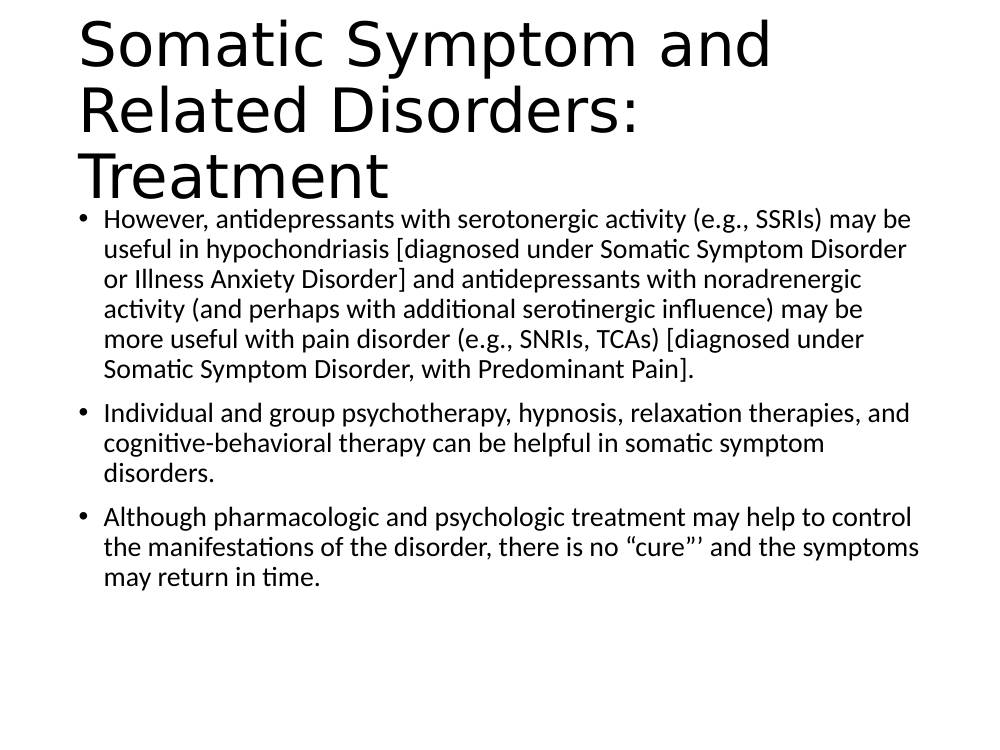 Somatic Symptom and
Related Disorders:
Treatment
• However, antidepressants with serotonergic activity (e.g., SSRIs) may be
useful in hypochondriasis [diagnosed under Somatic Symptom Disorder
or Illness Anxiety Disorder] and antidepressants with noradrenergic
activity (and perhaps with additional serotinergic influence) may be
more useful with pain disorder (e.g., SNRIs, TCAs) [diagnosed under
Somatic Symptom Disorder, with Predominant Pain].
• Individual and group psychotherapy, hypnosis, relaxation therapies, and
cognitive-behavioral therapy can be helpful in somatic symptom
disorders.
• Although pharmacologic and psychologic treatment may help to control
the manifestations of the disorder, there is no “cure”’ and the symptoms
may return in time.